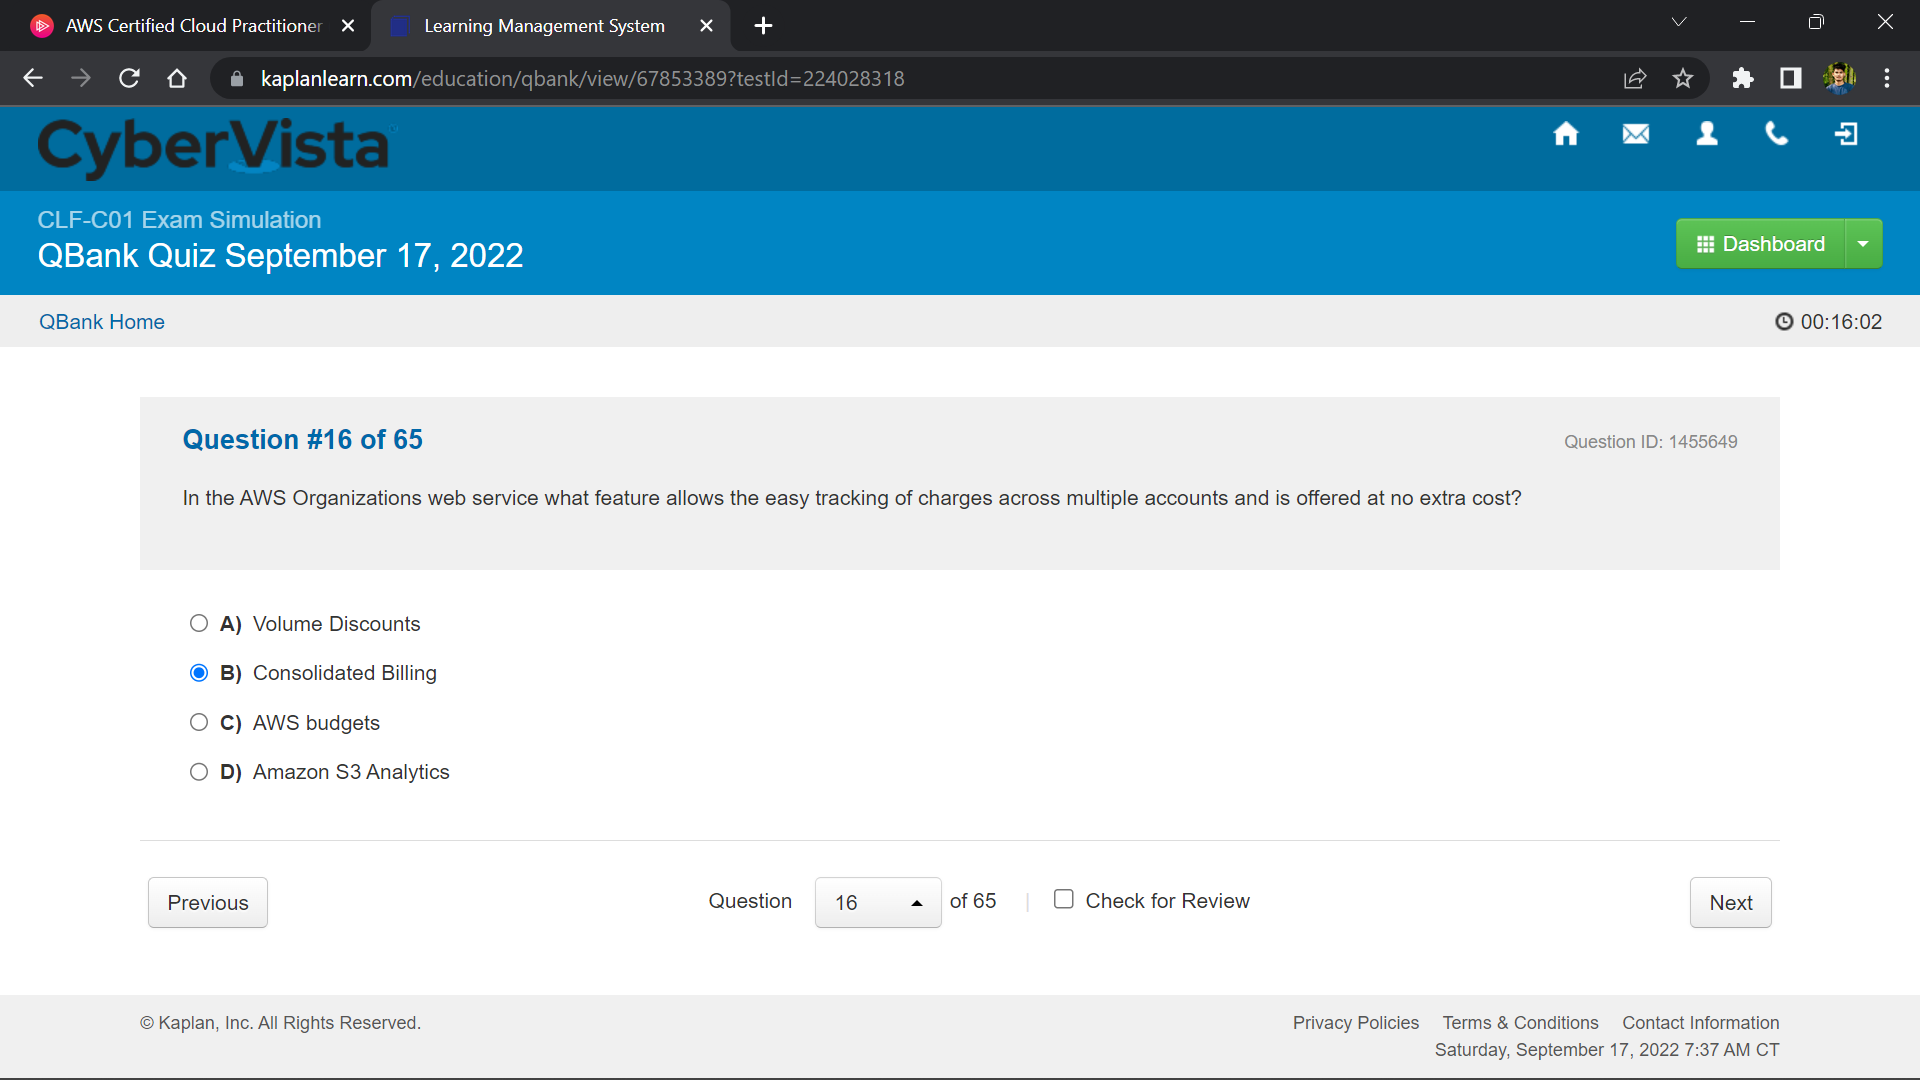 AWS Certified Cloud Practitioner
Learning Management System
kaplanlearn.com/education/qbank/view/67853389?testId=224028318
CyberVista
CLF-C01 Exam Simulation
QBank Quiz September 17, 2022
Dashboard
QBank Home
00:16:02
Question #16 of 65
Question ID: 1455649
In the AWS Organizations web service what feature allows the easy tracking of charges across multiple accounts and is offered at no extra cost?
A) Volume Discounts
B) Consolidated Billing
C) AWS budgets
D) Amazon S3 Analytics
Previous
Question 16 of 65 | Check for Review
Next
© Kaplan, Inc. All Rights Reserved.
Privacy Policies Terms & Conditions Contact Information
Saturday, September 17, 2022 7:37 AM CT